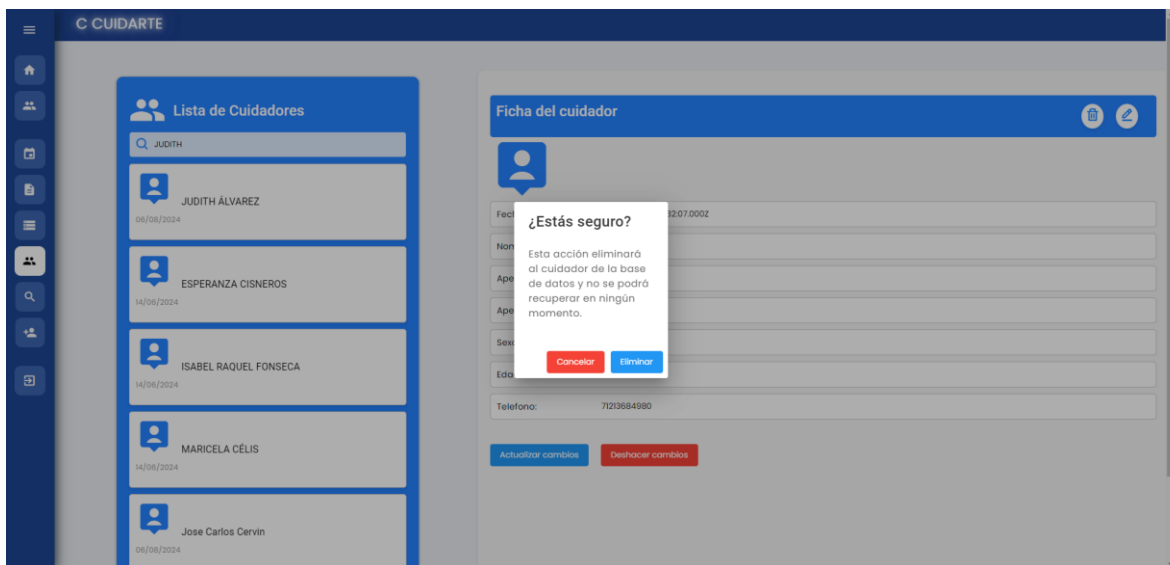 C CUIDARTE
Lista de Cuidadores
JUDITH
JUDITH ÁLVAREZ
08/08/2024
ESPERANZA CISNEROS
14/06/2024
ISABEL RAQUEL FONSECA
14/06/2024
MARICELA CÉLIS
14/06/2024
Jose Carlos Cervin
08/08/2024
Ficha del cuidador
32:07.000Z
Telefono: 71213684980
Actualizar cambios Deshacer cambios
¿Estás seguro?
Esta acción eliminará
al cuidador de la base
de datos y no se podrá
recuperar en ningún
momento.
Cancelar Eliminar